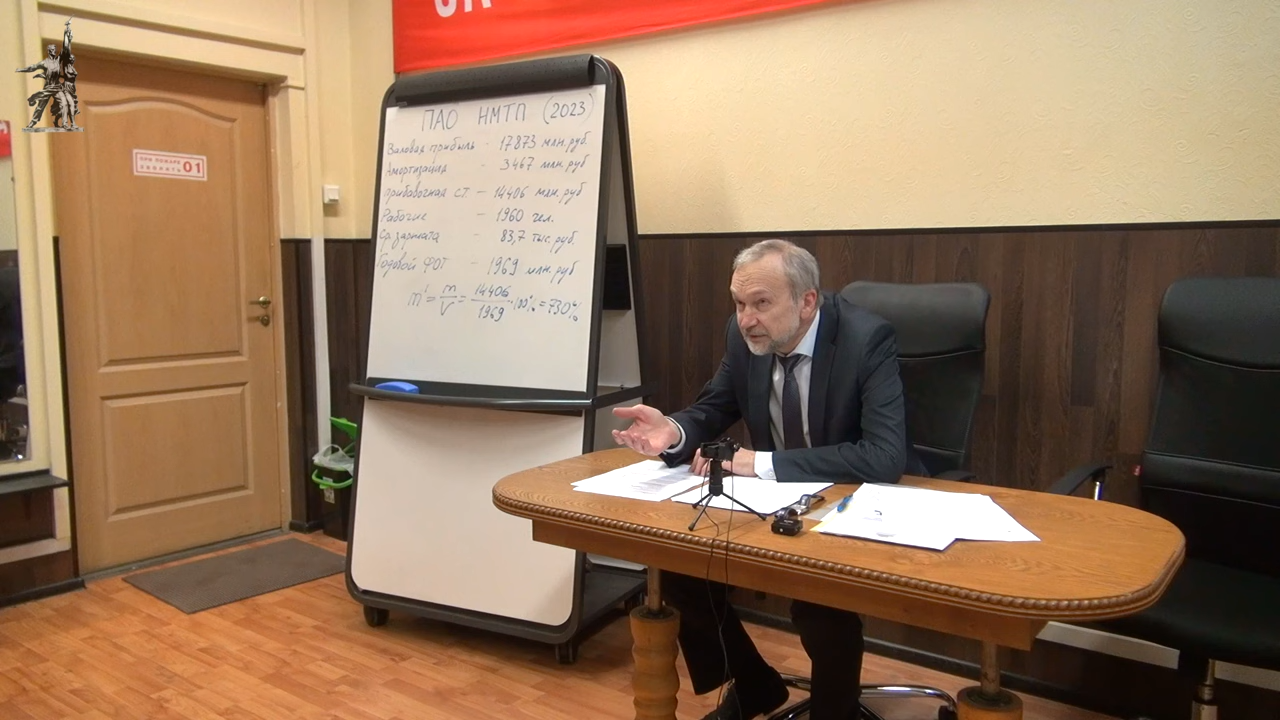 ПАО НМТП (2023)
Валовая прибыль - 17873 млн.руб.
Амортизация - 3467 млн.руб
Прибавочная ст. - 14406 млн.руб
Рабочие - 1960 чел.
Ср зарплата - 83,7 тыс.руб.
Годовой ФОТ - 1969 млн.руб
m' = m/v = 14406/1969 · 100% = 730%
ПРИ ПОЖАРЕ
ЗВОНИТЬ 01